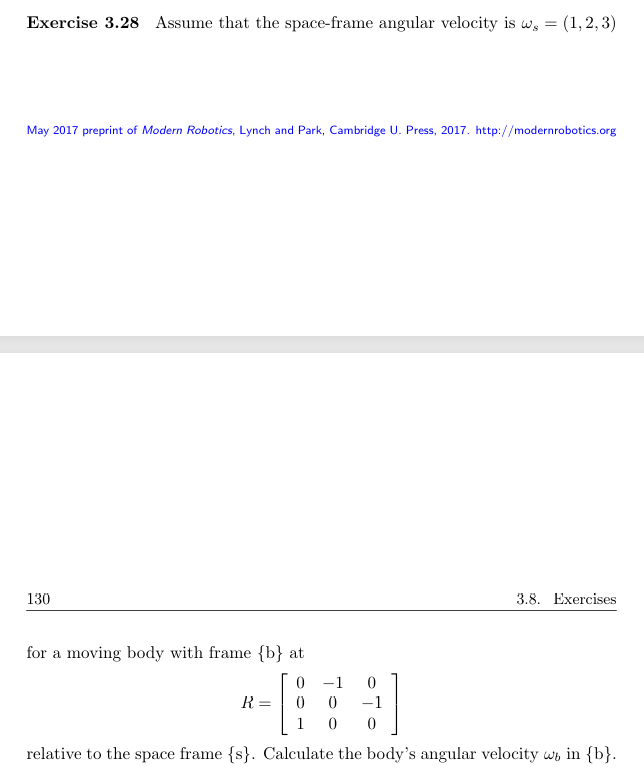 Exercise 3.28 Assume that the space-frame angular velocity is ωₛ = (1, 2, 3)
May 2017 preprint of Modern Robotics, Lynch and Park, Cambridge U. Press, 2017. http://modernrobotics.org
130 3.8. Exercises
for a moving body with frame {b} at
0 −1 0
R = [ 0 0 −1 ]
1 0 0
relative to the space frame {s}. Calculate the body's angular velocity ω_b in {b}.